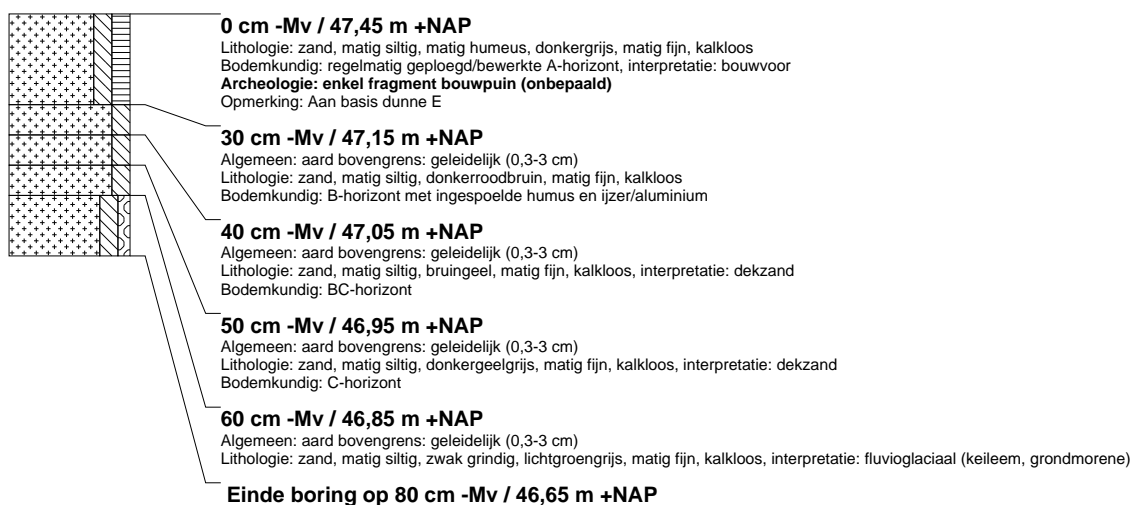 0 cm -Mv / 47,45 m +NAP
Lithologie: zand, matig siltig, matig humeus, donkergrijs, matig fijn, kalkloos
Bodemkundig: regelmatig geploegd/bewerkte A-horizont, interpretatie: bouwvoor
Archeologie: enkel fragment bouwpuin (onbepaald)
Opmerking: Aan basis dunne E
30 cm -Mv / 47,15 m +NAP
Algemeen: aard bovengrens: geleidelijk (0,3-3 cm)
Lithologie: zand, matig siltig, donkerroodbruin, matig fijn, kalkloos
Bodemkundig: B-horizont met ingespoelde humus en ijzer/aluminium
40 cm -Mv / 47,05 m +NAP
Algemeen: aard bovengrens: geleidelijk (0,3-3 cm)
Lithologie: zand, matig siltig, bruingeel, matig fijn, kalkloos, interpretatie: dekzand
Bodemkundig: BC-horizont
50 cm -Mv / 46,95 m +NAP
Algemeen: aard bovengrens: geleidelijk (0,3-3 cm)
Lithologie: zand, matig siltig, donkergeelgrijs, matig fijn, kalkloos, interpretatie: dekzand
Bodemkundig: C-horizont
60 cm -Mv / 46,85 m +NAP
Algemeen: aard bovengrens: geleidelijk (0,3-3 cm)
Lithologie: zand, matig siltig, zwak grindig, lichtgroengrijs, matig fijn, kalkloos, interpretatie: fluvioglaciaal (keileem, grondmorene)
Einde boring op 80 cm -Mv / 46,65 m +NAP